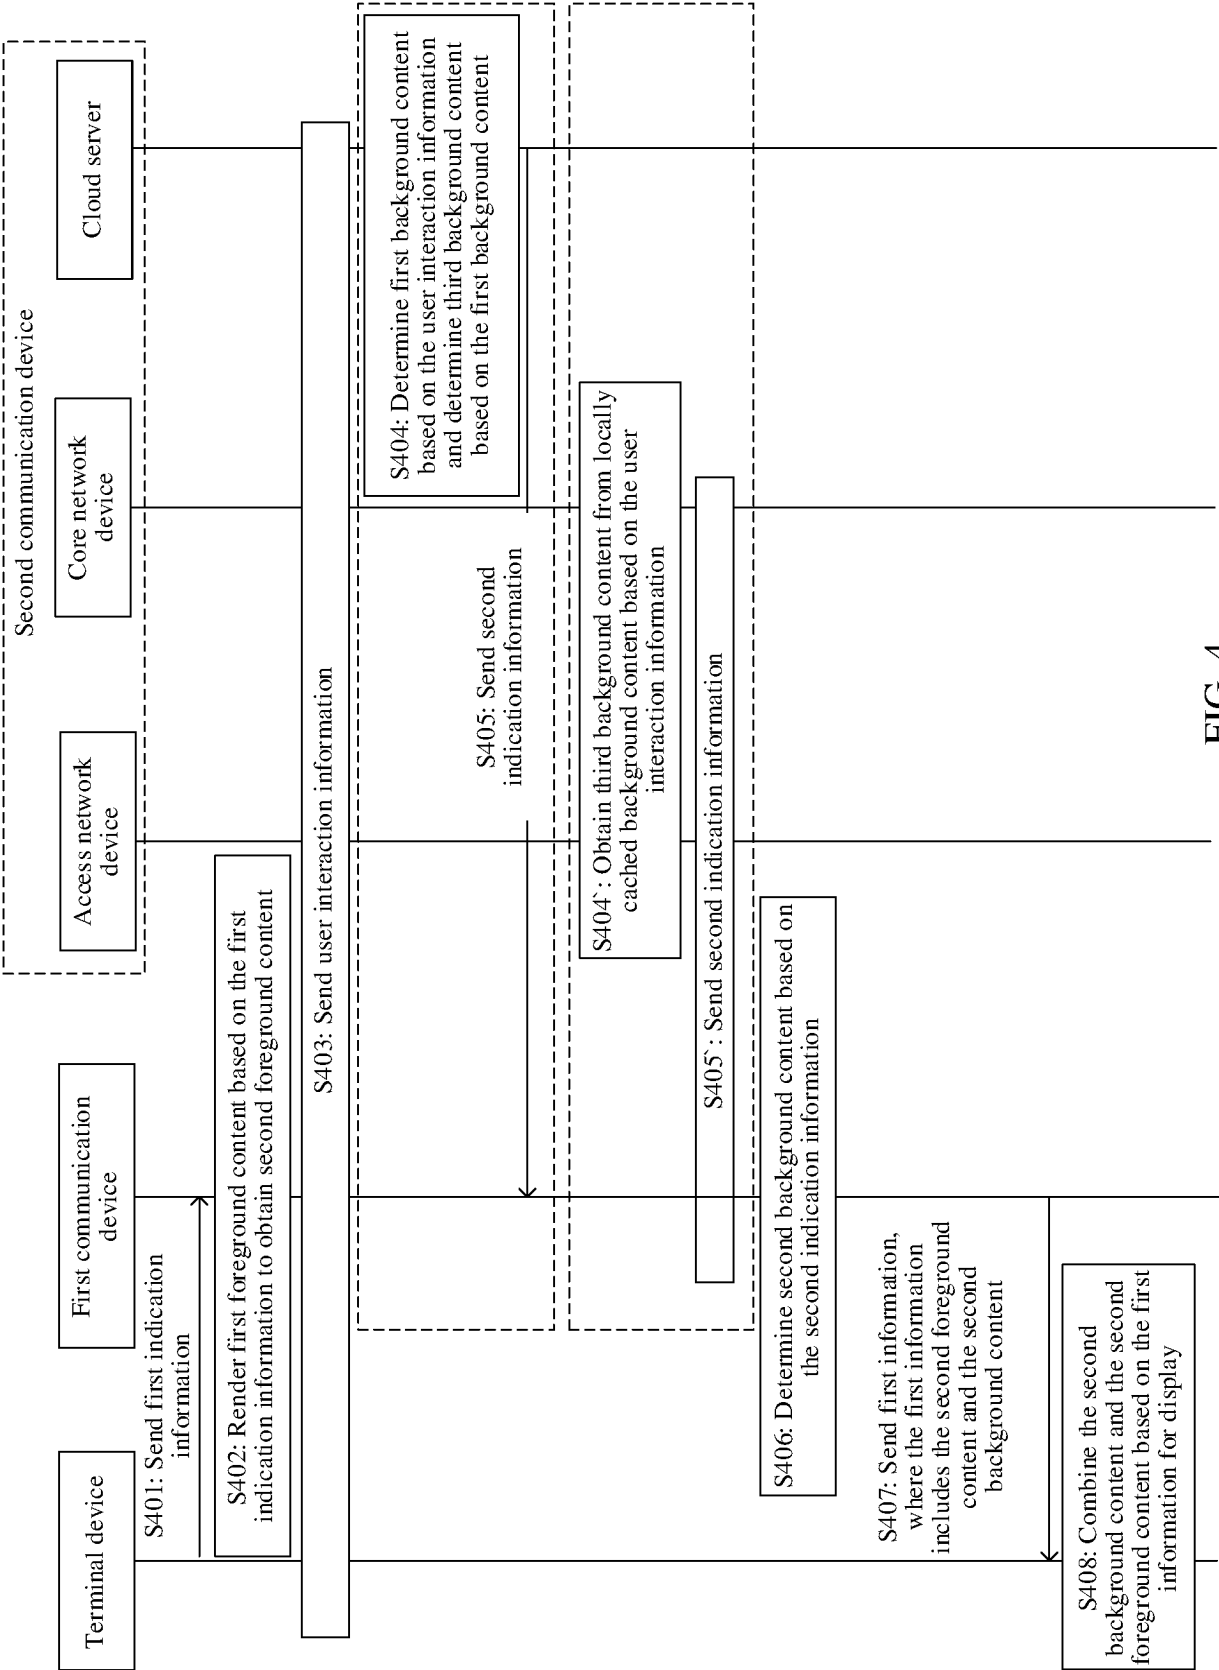 Second communication device
Terminal device
First communication
device
Access network
device
Core network
device
Cloud server
S401: Send first indication
information
S402: Render first foreground content based on the first
indication information to obtain second foreground content
S403: Send user interaction information
S404: Determine first background content
based on the user interaction information
and determine third background content
based on the first background content
S405: Send second
indication information
S404`: Obtain third background content from locally
cached background content based on the user
interaction information
S405`: Send second indication information
S406: Determine second background content based on
the second indication information
S407: Send first information,
where the first information
includes the second foreground
content and the second
background content
S408: Combine the second
background content and the second
foreground content based on the first
information for display
FIG. 4